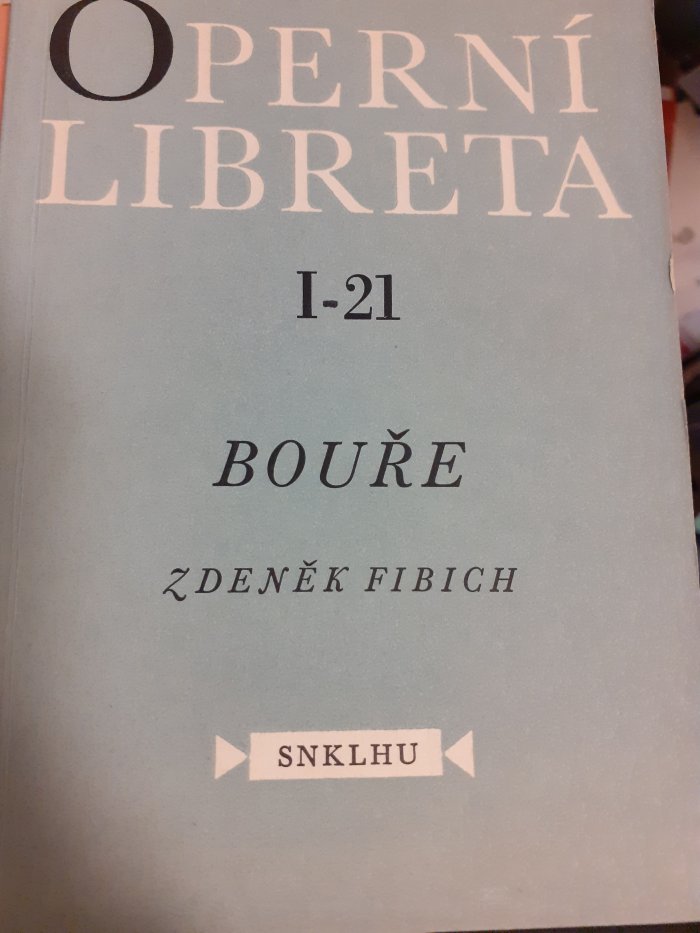 OPERNÍ
LIBRETA
I-21
BOUŘE
ZDENĚK FIBICH
SNKLHU